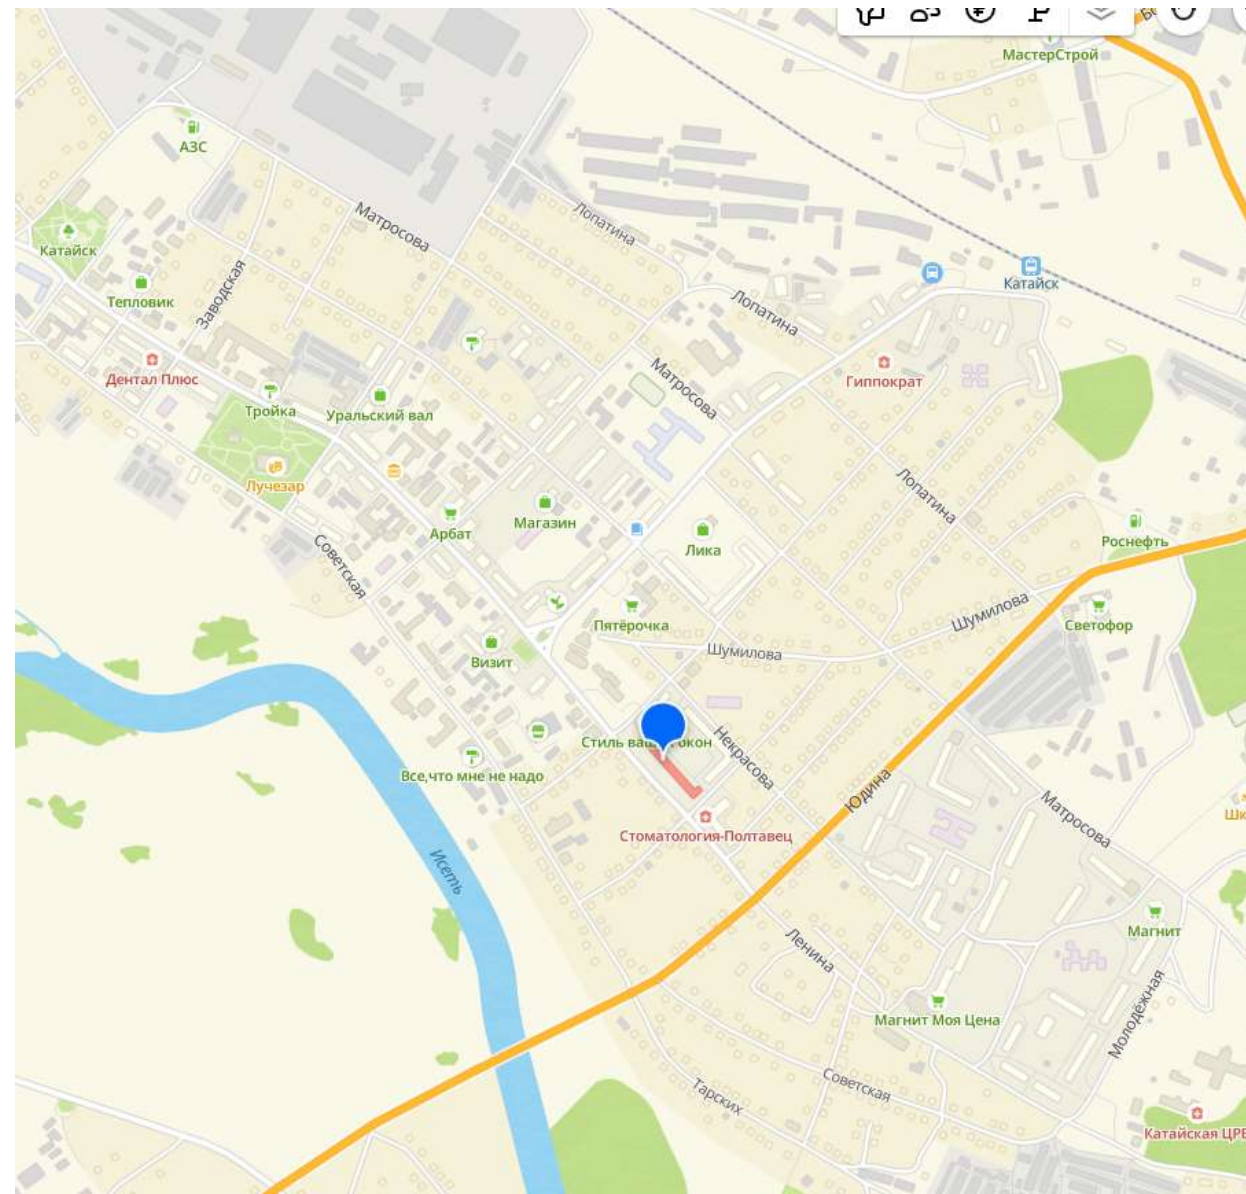 МастерСтрой
АЗС
Матросова
Лопатина
Катайск
Катайск
Заводская
Тепловик
Лопатина
Матросова
Дентал Плюс
Гиппократ
Тройка
Уральский вал
Лучезар
Лопатина
Арбат
Магазин
Лика
Роснефть
Советская
Пятёрочка
Шумилова
Светофор
Шумилова
Визит
Некрасова
Все,что мне не надо
Юдина
Матросова
Стоматология-Полтавец
Исеть
Магнит
Ленина
Магнит Моя Цена
Молодёжная
Советская
Тарских
Катайская ЦРБ